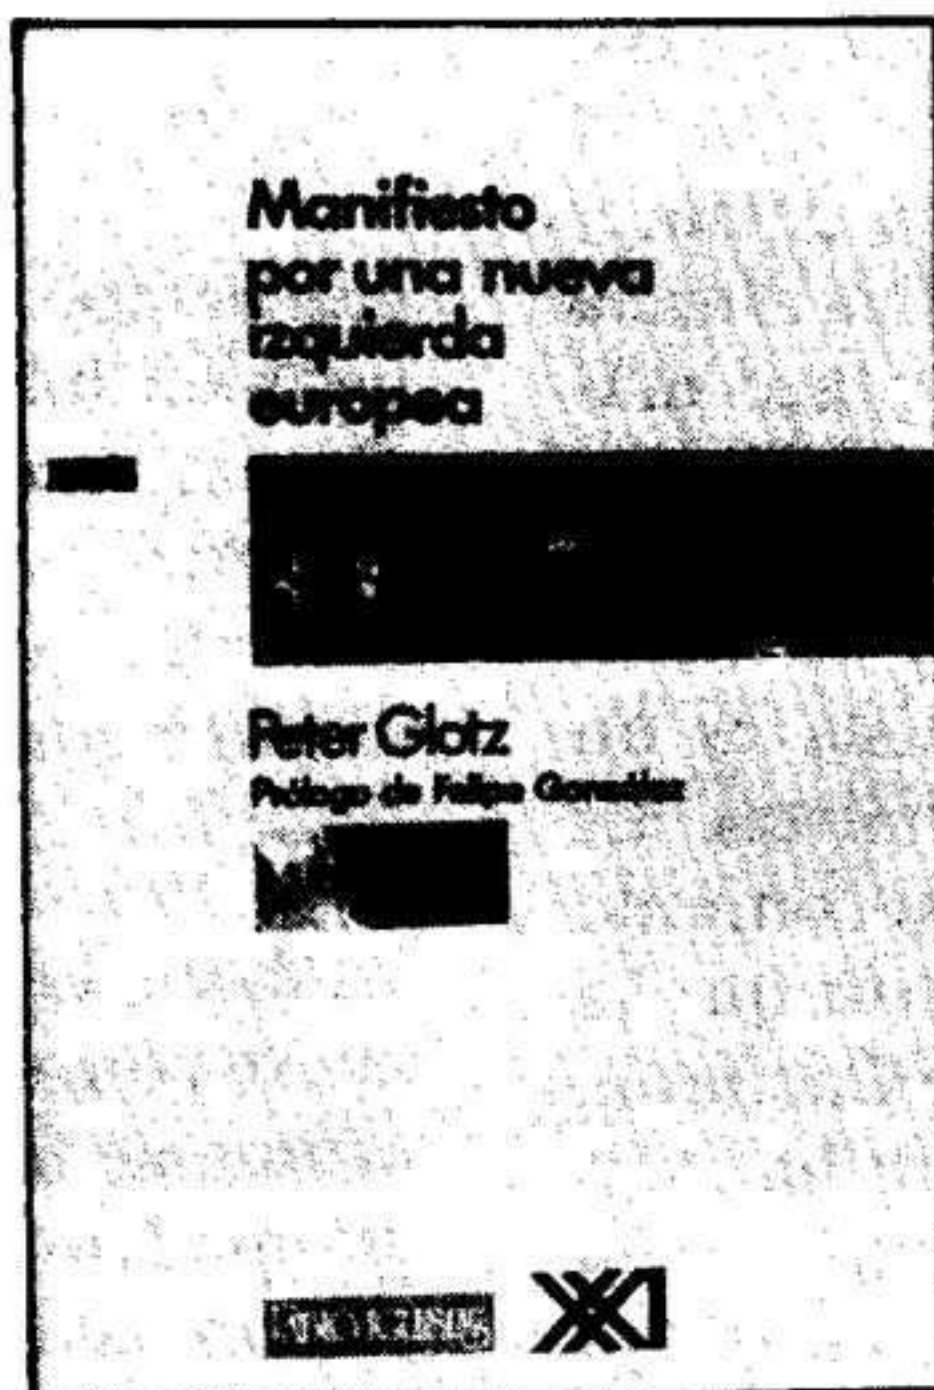 Manifiesto
por una nueva
izquierda
europea
Peter Glotz
Prólogo de Felipe González
XXI